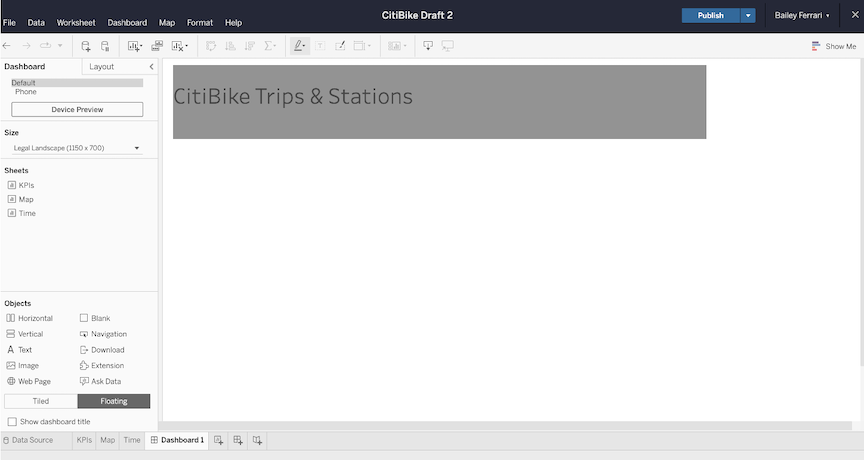 CitiBike Draft 2
File Data Worksheet Dashboard Map Format Help
Publish
Bailey Ferrari
Show Me
Dashboard Layout
Default
Phone
Device Preview
Size
Legal Landscape (1150 x 700)
Sheets
KPIs
Map
Time
CitiBike Trips & Stations
Objects
Horizontal Blank
Vertical Navigation
Text Download
Image Extension
Web Page Ask Data
Tiled Floating
Show dashboard title
Data Source KPIs Map Time Dashboard 1